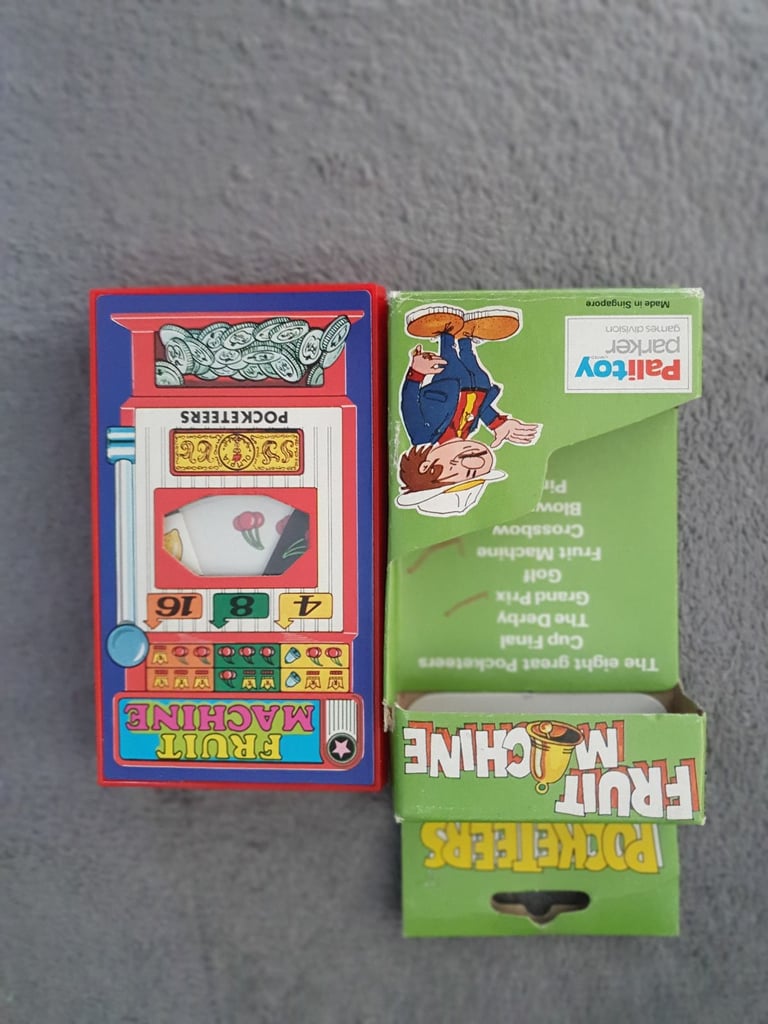 FRUIT
MACHINE
4
8
16
POCKETEERS
POCKETEERS
FRUIT
MACHINE
The eight great Pocketeers
Cup Final
The Derby
Grand Prix
Golf
Fruit Machine
Crossbow
Palitoy
parker
games division
Made in Singapore